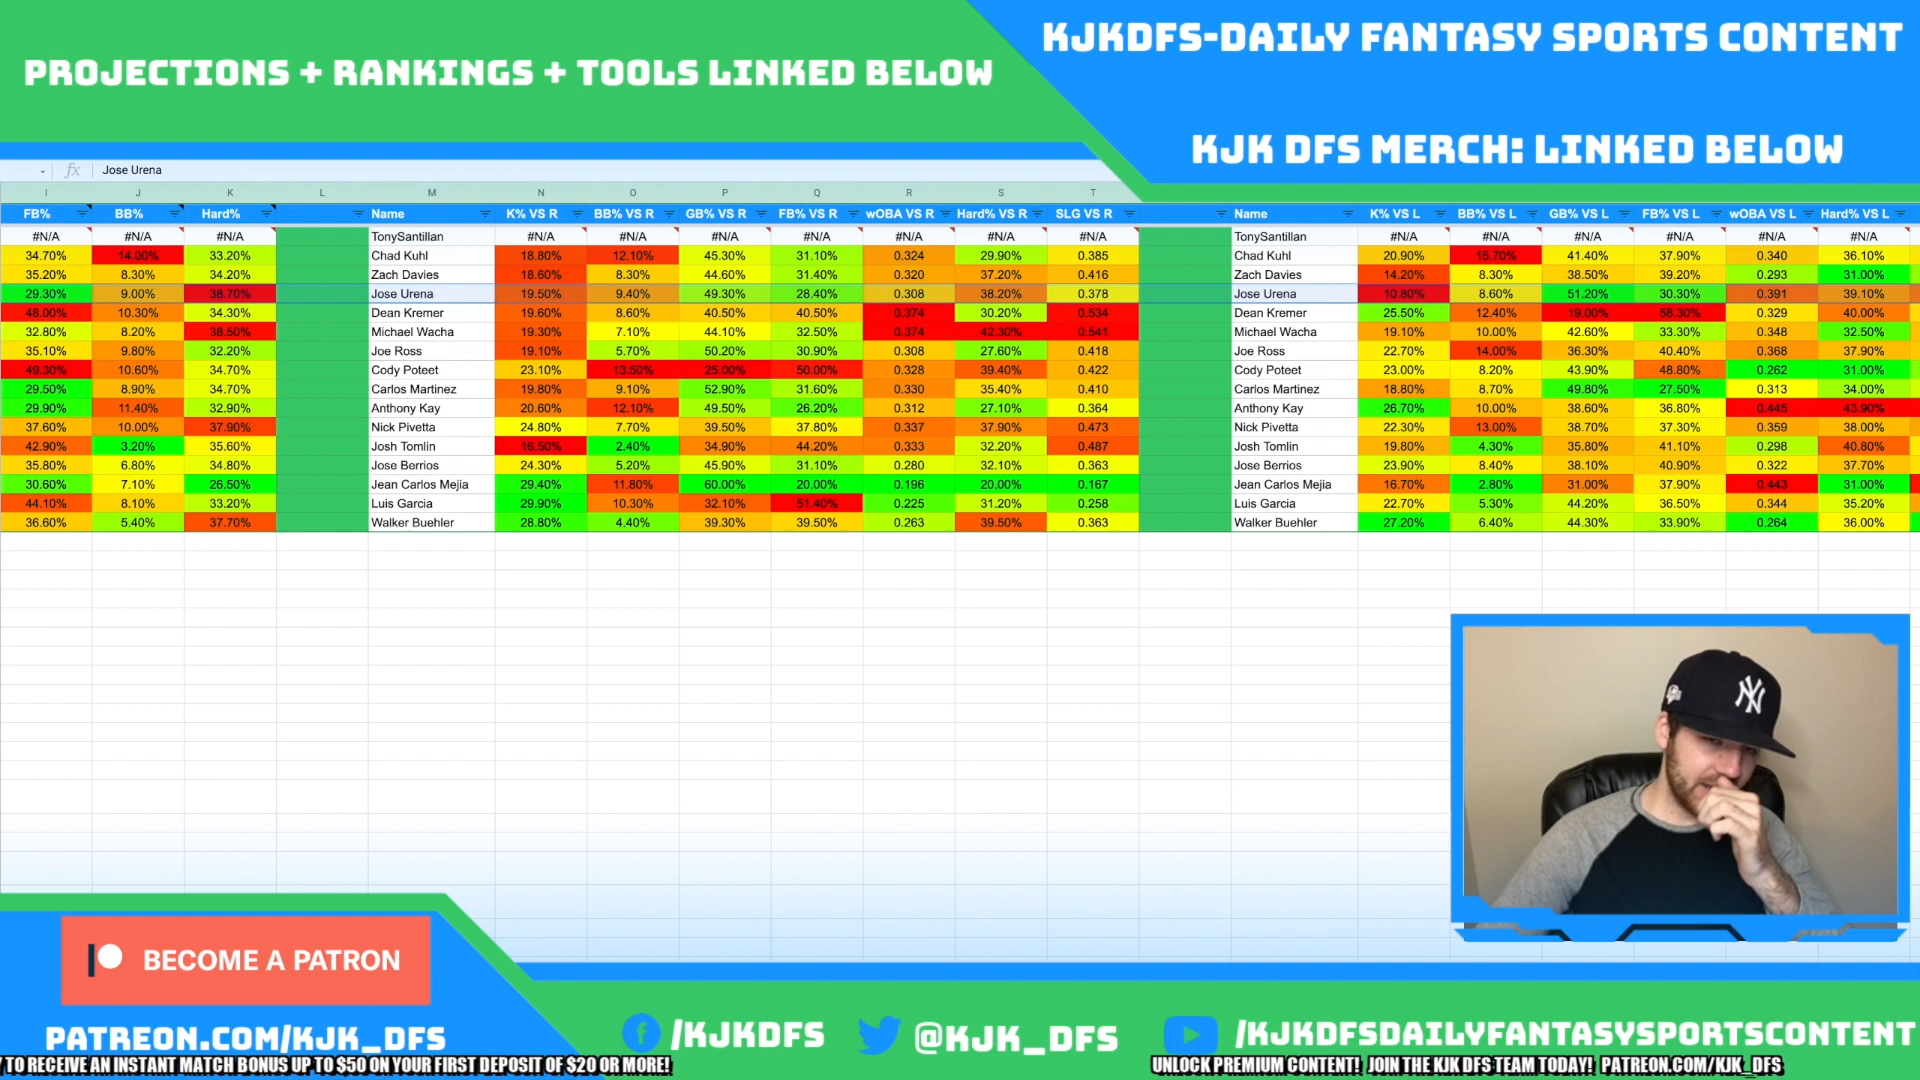 PROJECTIONS + RANKINGS + TOOLS LINKED BELOW
KJKDFS-DAILY FANTASY SPORTS CONTENT
KJK DFS MERCH: LINKED BELOW
fx Jose Urena
I J K L M N O P Q R S T
FB% BB% Hard% Name K% VS R BB% VS R GB% VS R FB% VS R wOBA VS R Hard% VS R SLG VS R Name K% VS L BB% VS L GB% VS L FB% VS L wOBA VS L Hard% VS L
#N/A #N/A #N/A TonySantillan #N/A #N/A #N/A #N/A #N/A #N/A #N/A TonySantillan #N/A #N/A #N/A #N/A #N/A #N/A
34.70% 14.00% 33.20% Chad Kuhl 18.80% 12.10% 45.30% 31.10% 0.324 29.90% 0.385 Chad Kuhl 20.90% 15.70% 41.40% 37.90% 0.340 36.10%
35.20% 8.30% 34.20% Zach Davies 18.60% 8.30% 44.60% 31.40% 0.320 37.20% 0.416 Zach Davies 14.20% 8.30% 38.50% 39.20% 0.293 31.00%
29.30% 9.00% 38.70% Jose Urena 19.50% 9.40% 49.30% 28.40% 0.308 38.20% 0.378 Jose Urena 10.80% 8.60% 51.20% 30.30% 0.391 39.10%
48.00% 10.30% 34.30% Dean Kremer 19.60% 8.60% 40.50% 40.50% 0.374 30.20% 0.534 Dean Kremer 25.50% 12.40% 19.00% 58.30% 0.329 40.00%
32.80% 8.20% 38.50% Michael Wacha 19.30% 7.10% 44.10% 32.50% 0.374 42.30% 0.541 Michael Wacha 19.10% 10.00% 42.60% 33.30% 0.348 32.50%
35.10% 9.80% 32.20% Joe Ross 19.10% 5.70% 50.20% 30.90% 0.308 27.60% 0.418 Joe Ross 22.70% 14.00% 36.30% 40.40% 0.368 37.90%
49.30% 10.60% 34.70% Cody Poteet 23.10% 13.50% 25.00% 50.00% 0.328 39.40% 0.422 Cody Poteet 23.00% 8.20% 43.90% 48.80% 0.262 31.00%
29.50% 8.90% 34.70% Carlos Martinez 19.80% 9.10% 52.90% 31.60% 0.330 35.40% 0.410 Carlos Martinez 18.80% 8.70% 49.80% 27.50% 0.313 34.00%
29.90% 11.40% 32.90% Anthony Kay 20.60% 12.10% 49.50% 26.20% 0.312 27.10% 0.364 Anthony Kay 26.70% 10.00% 38.60% 36.80% 0.445 43.90%
37.60% 10.00% 37.90% Nick Pivetta 24.80% 7.70% 39.50% 37.80% 0.337 37.90% 0.473 Nick Pivetta 22.30% 13.00% 38.70% 37.30% 0.359 38.00%
42.90% 3.20% 35.60% Josh Tomlin 16.50% 2.40% 34.90% 44.20% 0.333 32.20% 0.487 Josh Tomlin 19.80% 4.30% 35.80% 41.10% 0.298 40.80%
35.80% 6.80% 34.80% Jose Berrios 24.30% 5.20% 45.90% 31.10% 0.280 32.10% 0.363 Jose Berrios 23.90% 8.40% 38.10% 40.90% 0.322 37.70%
30.60% 7.10% 26.50% Jean Carlos Mejia 29.40% 11.80% 60.00% 20.00% 0.196 20.00% 0.167 Jean Carlos Mejia 16.70% 2.80% 31.00% 37.90% 0.443 31.00%
44.10% 8.10% 33.20% Luis Garcia 29.90% 10.30% 32.10% 51.40% 0.225 31.20% 0.258 Luis Garcia 22.70% 5.30% 44.20% 36.50% 0.344 35.20%
36.60% 5.40% 37.70% Walker Buehler 28.80% 4.40% 39.30% 39.50% 0.263 39.50% 0.363 Walker Buehler 27.20% 6.40% 44.30% 33.90% 0.264 36.00%
NY
BECOME A PATRON
PATREON.COM/KJK_DFS
/KJKDFS @KJK_DFS /KJKDFSDAILYFANTASYSPORTSCONTENT
TO RECEIVE AN INSTANT MATCH BONUS UP TO $50 ON YOUR FIRST DEPOSIT OF $20 OR MORE! UNLOCK PREMIUM CONTENT! JOIN THE KJK DFS TEAM TODAY! PATREON.COM/KJK_DFS